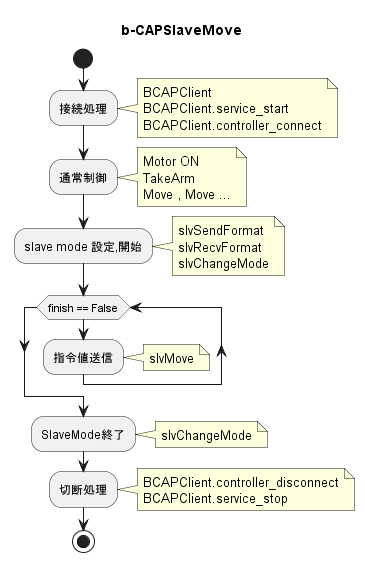 b-CAPSlaveMove
接続処理
BCAPClient
BCAPClient.service_start
BCAPClient.controller_connect
通常制御
Motor ON
TakeArm
Move , Move ...
slave mode 設定,開始
slvSendFormat
slvRecvFormat
slvChangeMode
finish == False
指令値送信
slvMove
SlaveMode終了
slvChangeMode
切断処理
BCAPClient.controller_disconnect
BCAPClient.service_stop